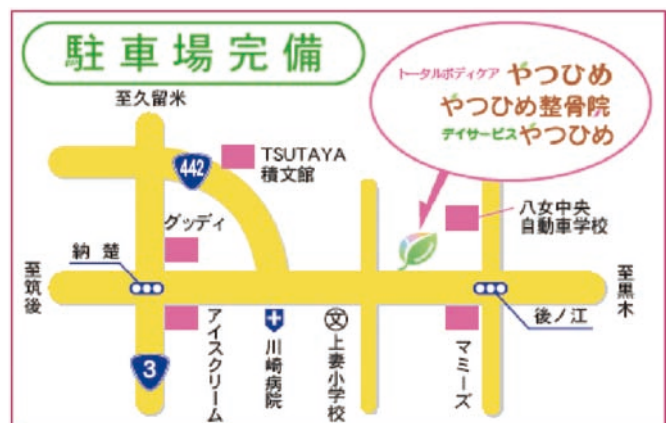 駐車場完備
トータルボディケア やつひめ
やつひめ整骨院
デイサービス やつひめ
至久留米
442
TSUTAYA
積文館
グッディ
八女中央
自動車学校
納楚
至筑後
至黒木
後ノ江
3
アイスクリーム
川崎病院
文
上妻小学校
マミーズ